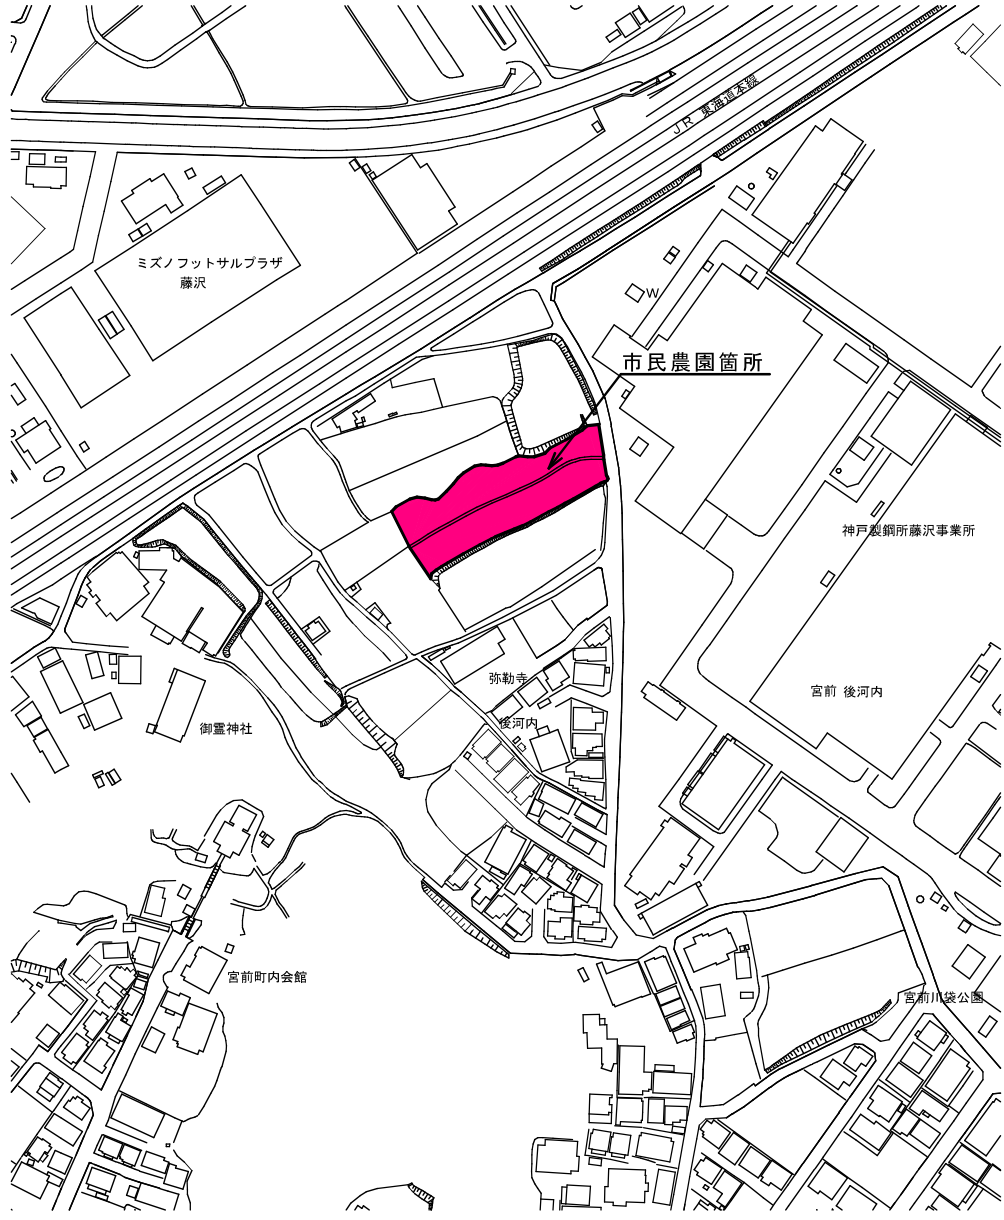 JR 東海道本線
ミズノフットサルプラザ
藤沢
W
市民農園箇所
神戸製鋼所藤沢事業所
弥勒寺
宮前 後河内
後河内
御霊神社
宮前町内会館
宮前川袋公園